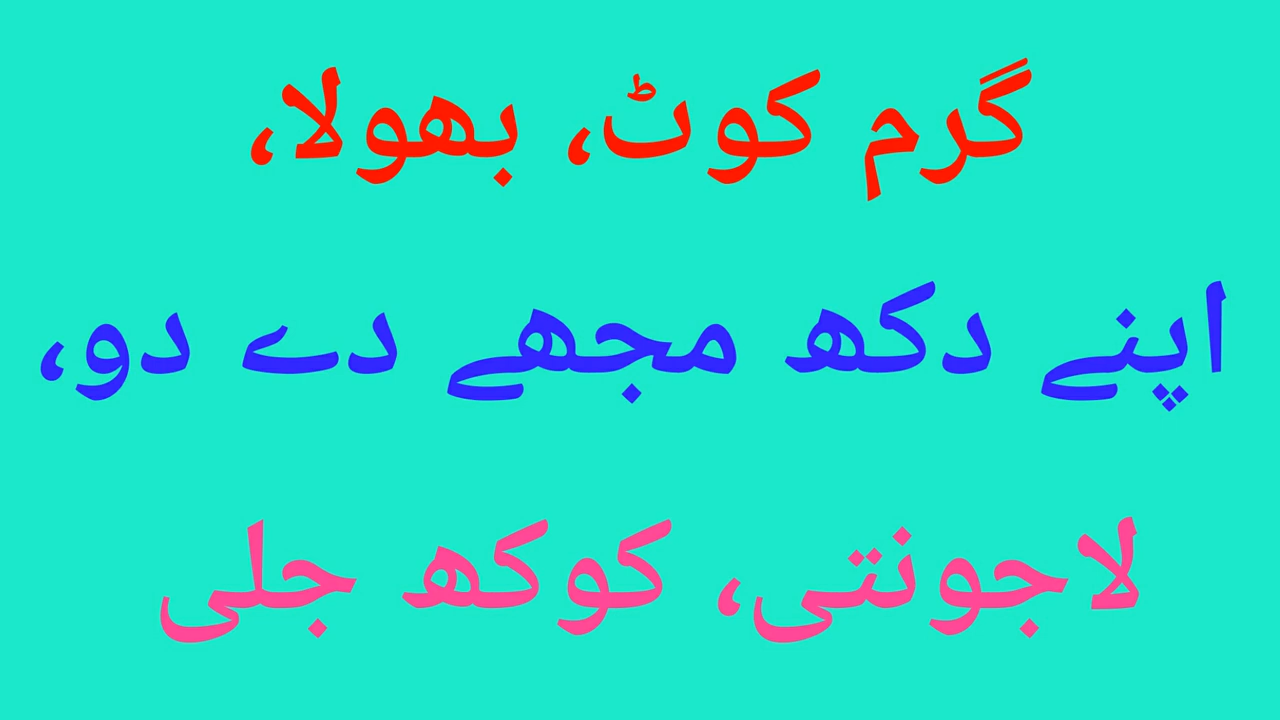 گرم کوٹ، بھولا،
اپنے دکھ مجھے دے دو،
لاجونتی، کوکھ جلی